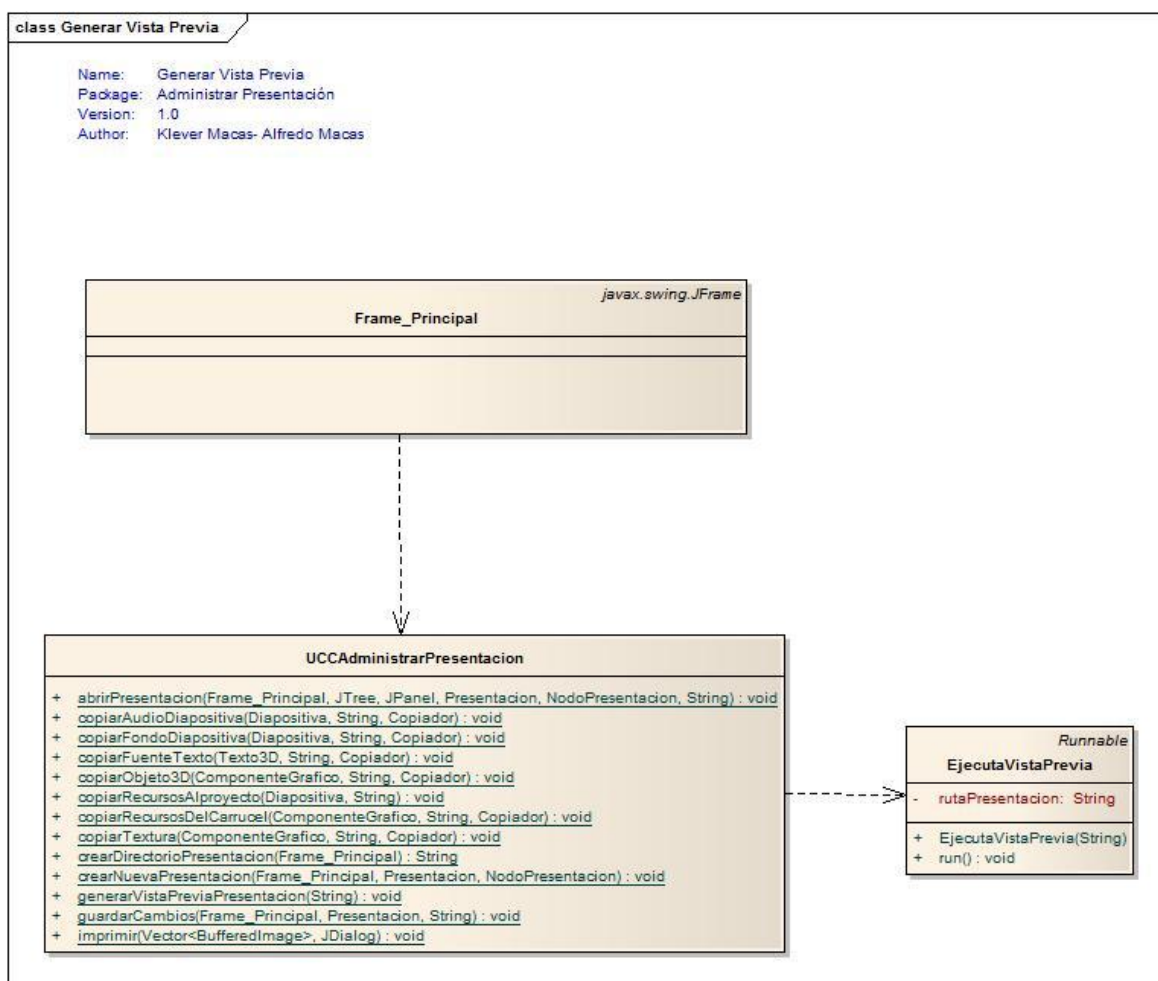 class Generar Vista Previa
Name: Generar Vista Previa
Package: Administrar Presentación
Version: 1.0
Author: Klever Macas- Alfredo Macas
javax.swing.JFrame
Frame_Principal
UCCAdministrarPresentacion
+ abrirPresentacion(Frame_Principal, JTree, JPanel, Presentacion, NodoPresentacion, String) : void
+ copiarAudioDiapositiva(Diapositiva, String, Copiador) : void
+ copiarFondoDiapositiva(Diapositiva, String, Copiador) : void
+ copiarFuenteTexto(Texto3D, String, Copiador) : void
+ copiarObjeto3D(ComponenteGrafico, String, Copiador) : void
+ copiarRecursosAlproyecto(Diapositiva, String) : void
+ copiarRecursosDelCarrucel(ComponenteGrafico, String, Copiador) : void
+ copiarTextura(ComponenteGrafico, String, Copiador) : void
+ crearDirectorioPresentacion(Frame_Principal) : String
+ crearNuevaPresentacion(Frame_Principal, Presentacion, NodoPresentacion) : void
+ generarVistaPreviaPresentacion(String) : void
+ guardarCambios(Frame_Principal, Presentacion, String) : void
+ imprimir(Vector<BufferedImage>, JDialog) : void
Runnable
EjecutaVistaPrevia
- rutaPresentacion: String
+ EjecutaVistaPrevia(String)
+ run() : void